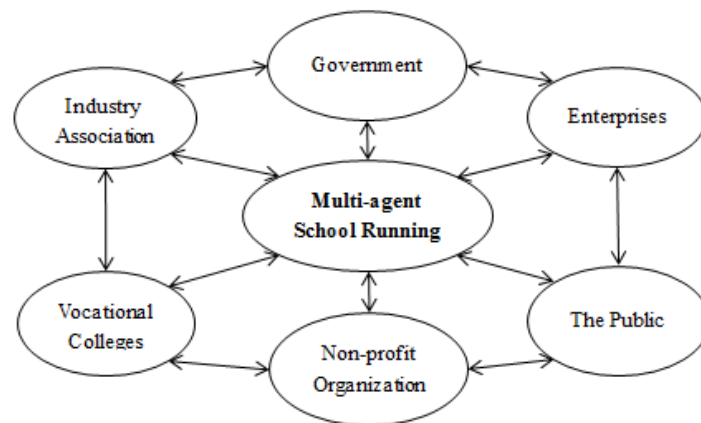 Government
Industry
Association
Enterprises
Multi-agent
School Running
Vocational
Colleges
The Public
Non-profit
Organization